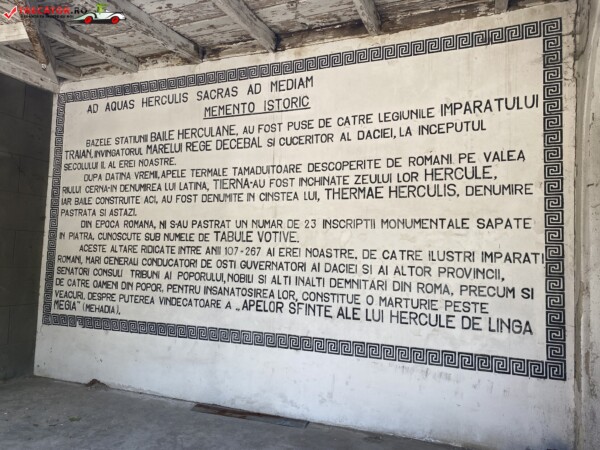 AD AQUAS HERCULIS SACRAS AD MEDIAM
MEMENTO ISTORIC
BAZELE STATIUNII BAILE HERCULANE, AU FOST PUSE DE CATRE LEGIUNILE IMPARATULUI
TRAIAN, INVINGATORUL MARELUI REGE DECEBAL SI CUCERITOR AL DACIEI, LA INCEPUTUL
SECOLULUI II, AL EREI NOASTRE.
DUPA DATINA VREMII, APELE TERMALE TAMADUITOARE DESCOPERITE DE ROMANI PE VALEA
RIULUI CERNA-IN DENUMIREA LUI LATINA, TIERNA-AU FOST INCHINATE ZEULUI LOR HERCULE,
IAR BAILE CONSTRUITE ACI, AU FOST DENUMITE IN CINSTEA LUI, THERMAE HERCULIS, DENUMIRE
PASTRATA SI ASTAZI.
DIN EPOCA ROMANA, NI S-AU PASTRAT UN NUMAR DE 23 INSCRIPTII MONUMENTALE SAPATE
IN PIATRA, CUNOSCUTE SUB NUMELE DE TABULE VOTIVE.
ACESTE ALTARE RIDICATE INTRE ANII 107-267 AI EREI NOASTRE, DE CATRE ILUSTRI IMPARATI
ROMANI, MARI GENERALI CONDUCATORI DE OSTI GUVERNATORI AI DACIEI SI AI ALTOR PROVINCII,
SENATORI CONSULI TRIBUNI AI POPORULUI, NOBILI SI ALTI INALTI DEMNITARI DIN ROMA, PRECUM SI
DE CATRE OAMENI DIN POPOR, PENTRU INSANATOSIREA LOR, CONSTITUE O MARTURIE PESTE
VEACURI, DESPRE PUTEREA VINDECATOARE A „APELOR SFINTE ALE LUI HERCULE DE LINGA
MEGIA" (MEHADIA).